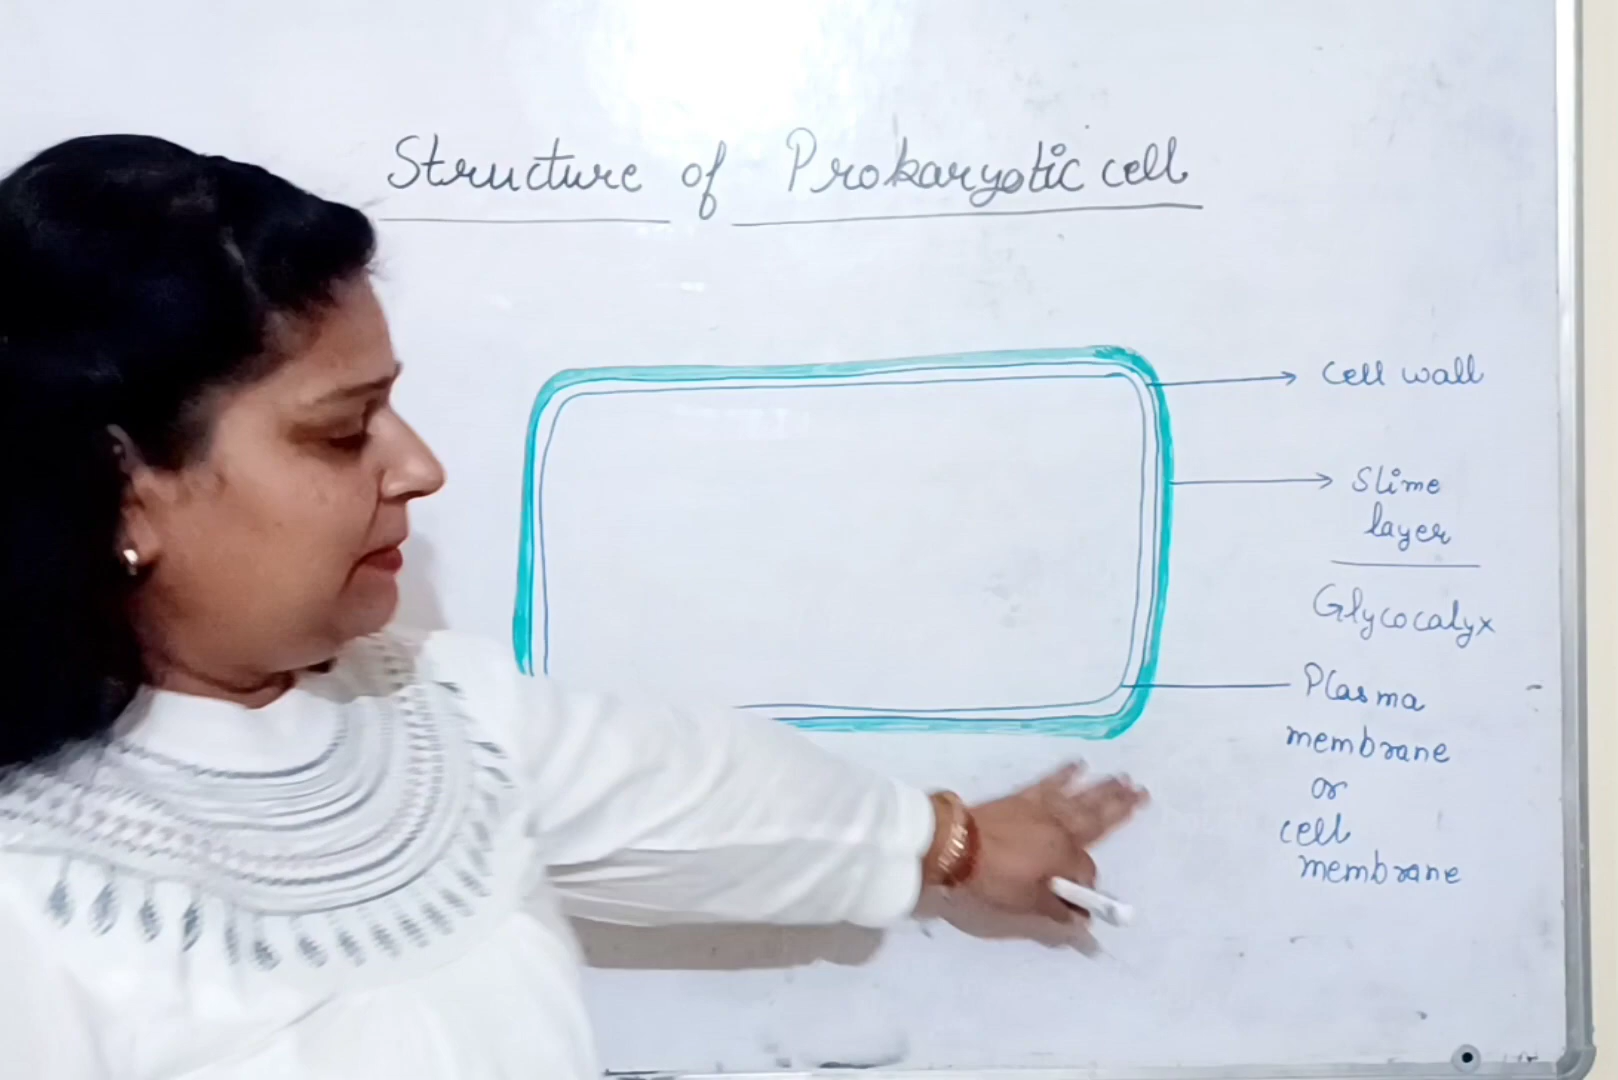 Structure of Prokaryotic cell
Cell wall
Slime
layer
Glycocalyx
Plasma
membrane
or
cell
membrane